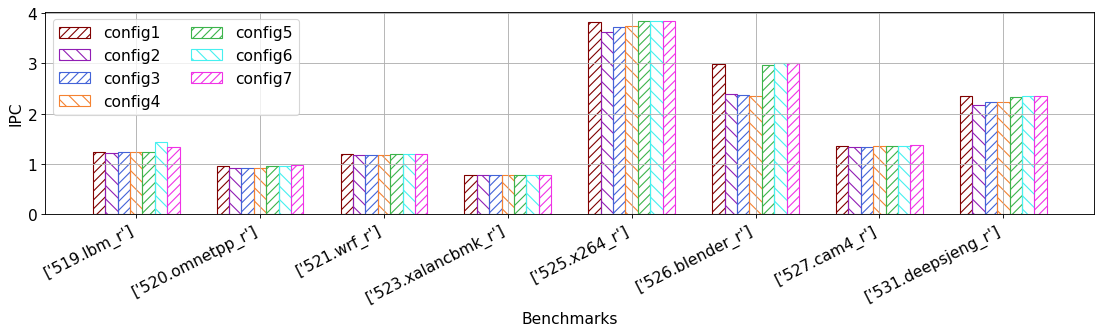 4
3
2
1
0
IPC
config1
config2
config3
config4
config5
config6
config7
['519.lbm_r']
['520.omnetpp_r']
['521.wrf_r']
['523.xalancbmk_r']
['525.x264_r']
['526.blender_r']
['527.cam4_r']
['531.deepsjeng_r']
Benchmarks